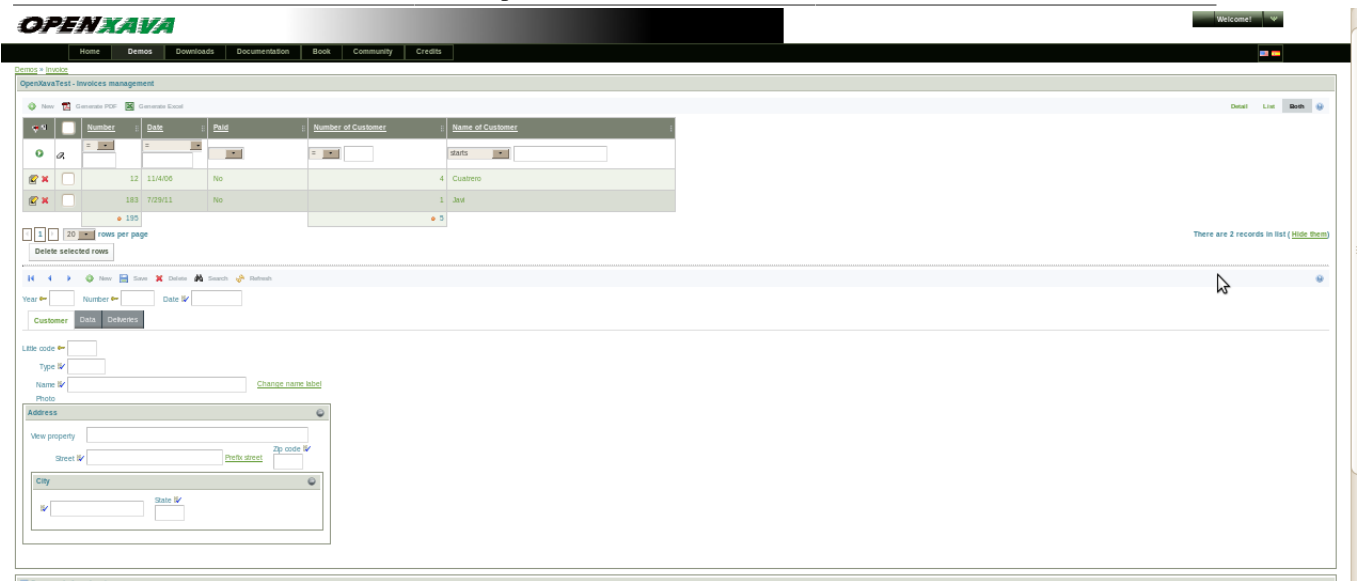 OPENXAVA
Welcome!
Home Demos Downloads Documentation Book Community Credits
Demos » Invoice
OpenXavaTest - Invoices management
New Generate PDF Generate Excel Detail List Both
Number Date Paid Number of Customer Name of Customer
= = = starts
12 11/4/06 No 4 Cuatrero
183 7/29/11 No 1 Javi
195 5
1 20 rows per page There are 2 records in list ( Hide them)
Delete selected rows
New Save Delete Search Refresh
Year Number Date
Customer Data Deliveries
Little code
Type
Name Change name label
Photo
Address
View property
Zip code
Street Prefix street
City
State